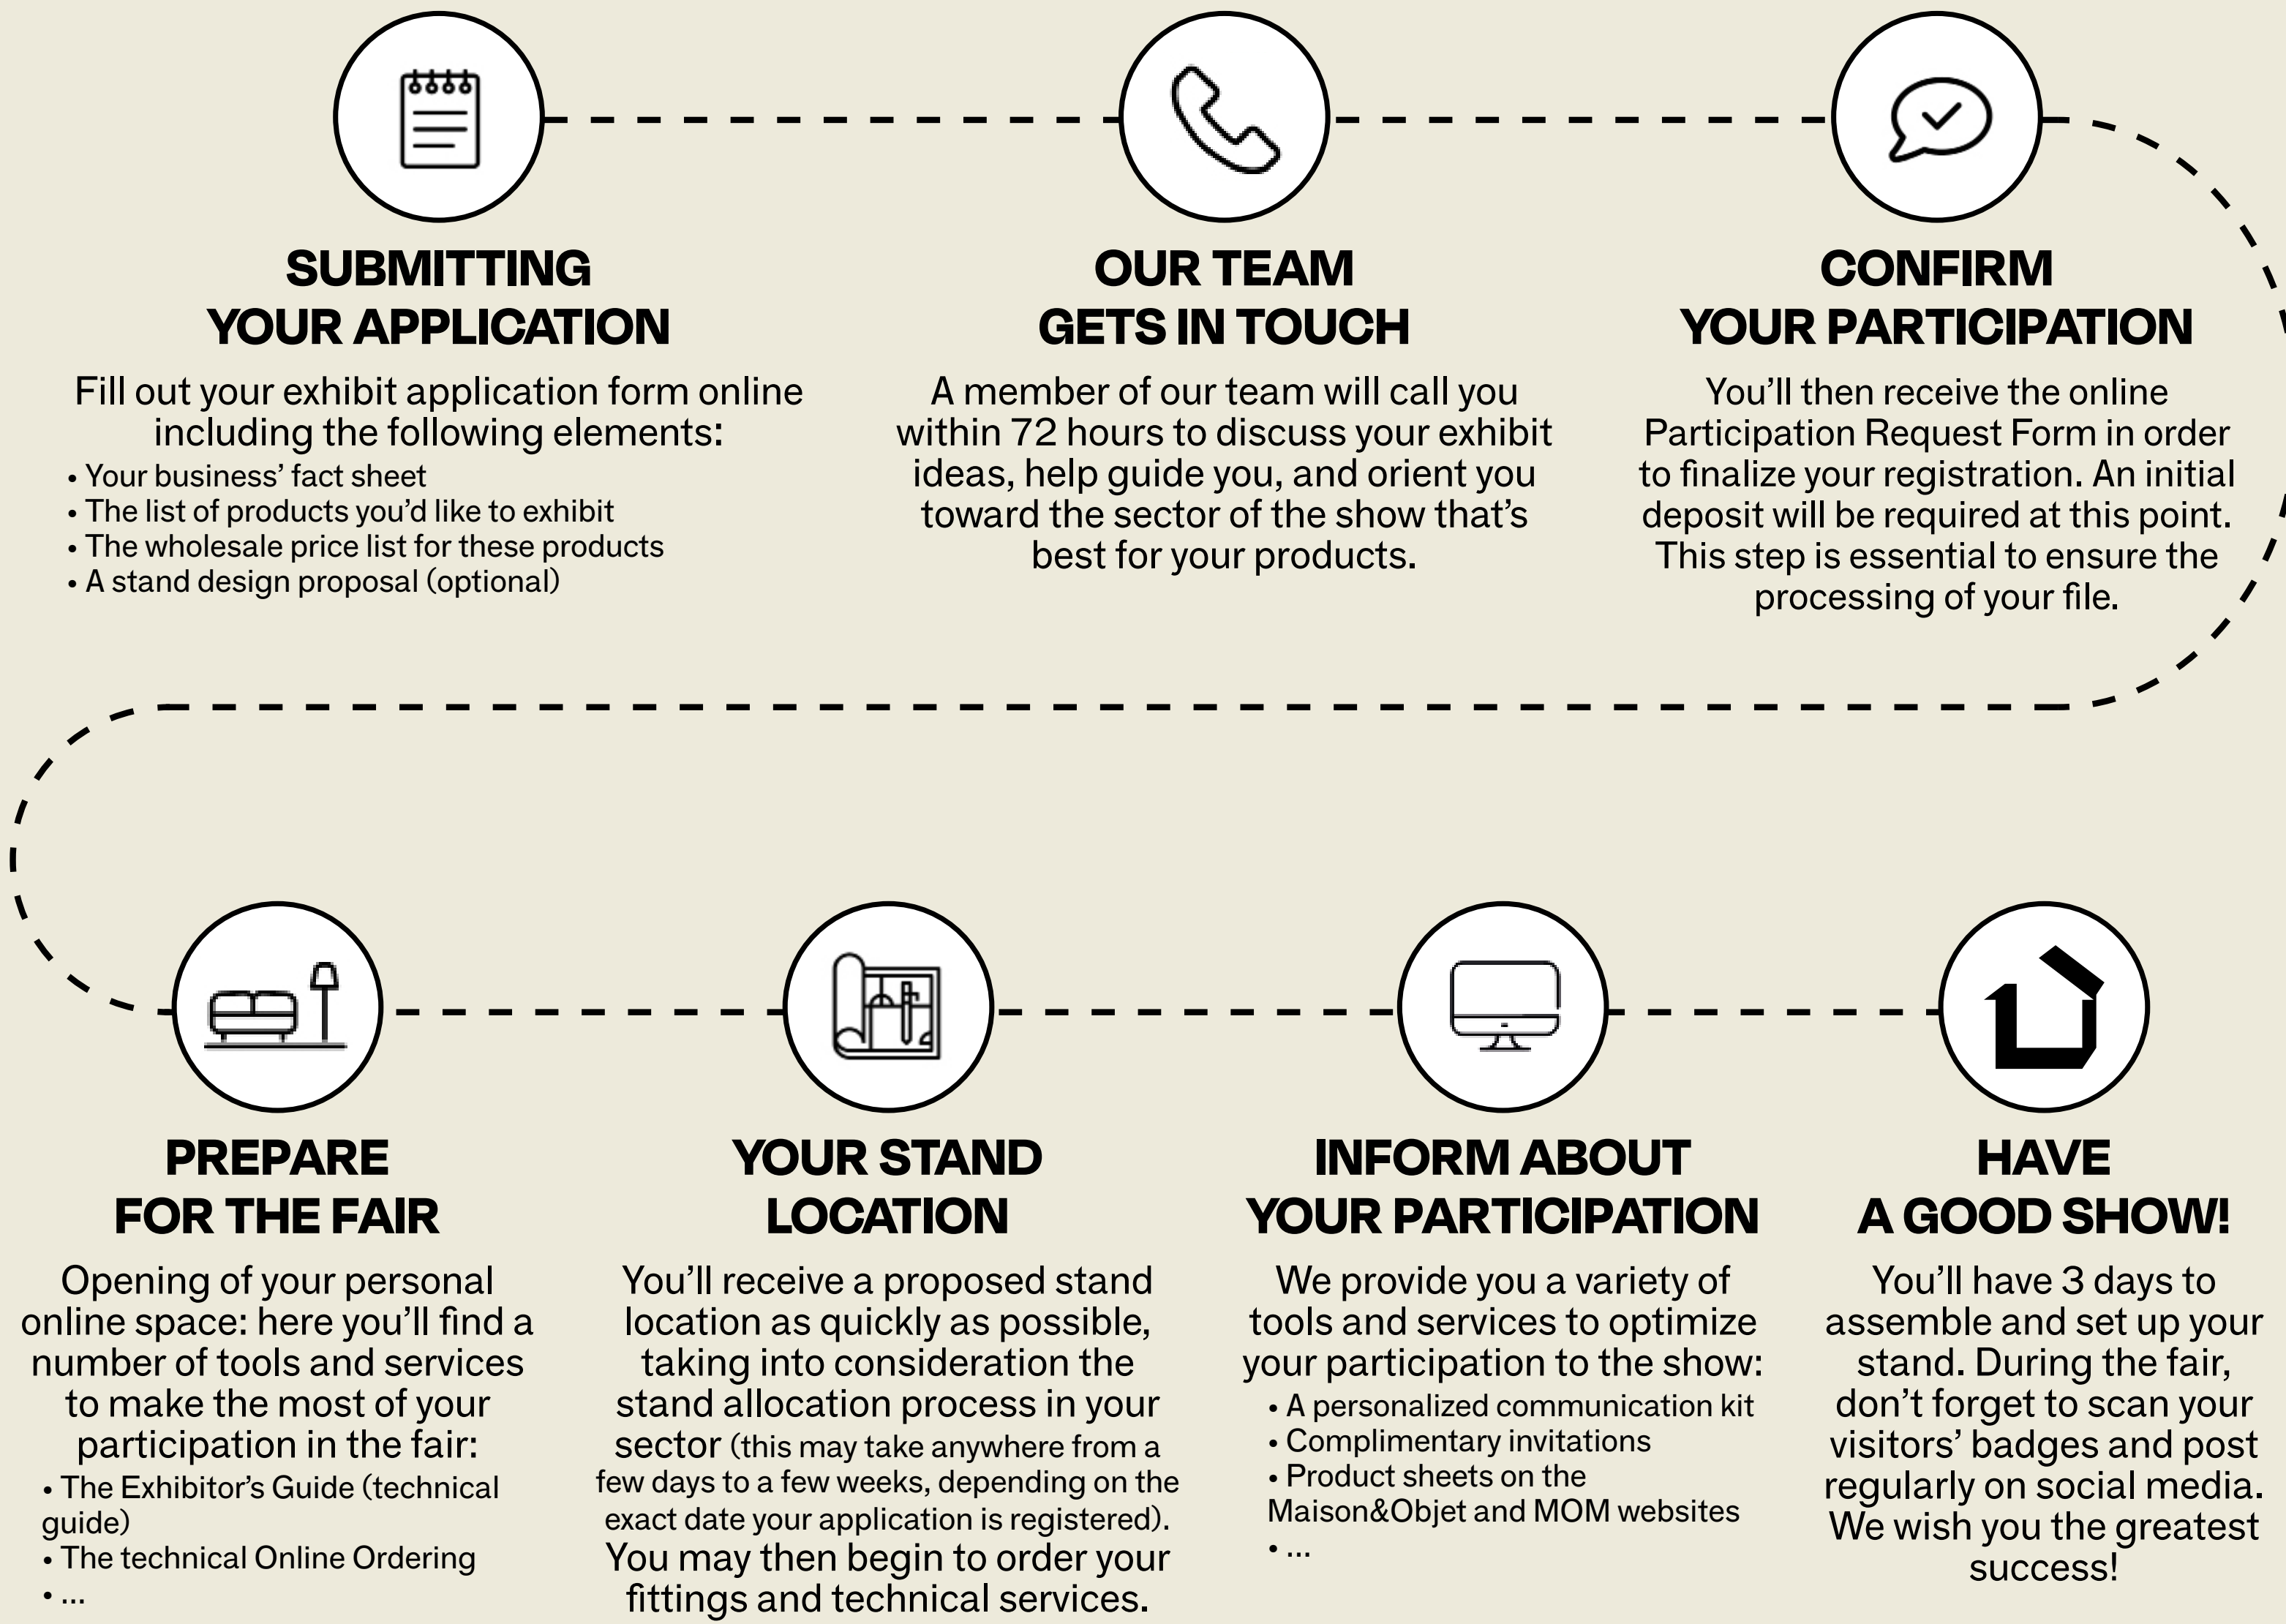 SUBMITTING
YOUR APPLICATION
Fill out your exhibit application form online
including the following elements:
• Your business’ fact sheet
• The list of products you’d like to exhibit
• The wholesale price list for these products
• A stand design proposal (optional)
OUR TEAM
GETS IN TOUCH
A member of our team will call you
within 72 hours to discuss your exhibit
ideas, help guide you, and orient you
toward the sector of the show that’s
best for your products.
CONFIRM
YOUR PARTICIPATION
You’ll then receive the online
Participation Request Form in order
to finalize your registration. An initial
deposit will be required at this point.
This step is essential to ensure the
processing of your file.
PREPARE
FOR THE FAIR
Opening of your personal
online space: here you’ll find a
number of tools and services
to make the most of your
participation in the fair:
• The Exhibitor’s Guide (technical
guide)
• The technical Online Ordering
• ...
YOUR STAND
LOCATION
You’ll receive a proposed stand
location as quickly as possible,
taking into consideration the
stand allocation process in your
sector (this may take anywhere from a
few days to a few weeks, depending on the
exact date your application is registered).
You may then begin to order your
fittings and technical services.
INFORM ABOUT
YOUR PARTICIPATION
We provide you a variety of
tools and services to optimize
your participation to the show:
• A personalized communication kit
• Complimentary invitations
• Product sheets on the
Maison&Objet and MOM websites
• ...
HAVE
A GOOD SHOW!
You’ll have 3 days to
assemble and set up your
stand. During the fair,
don’t forget to scan your
visitors’ badges and post
regularly on social media.
We wish you the greatest
success!